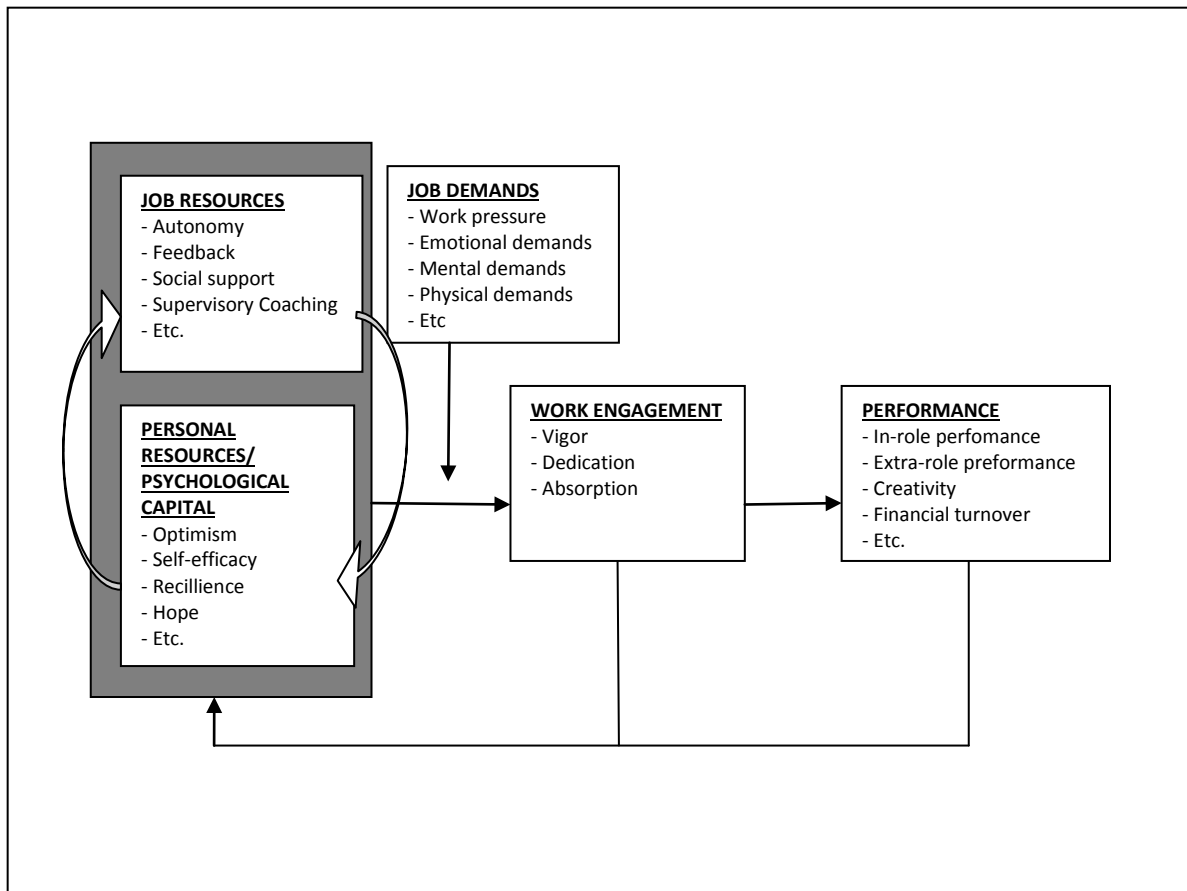 JOB RESOURCES
- Autonomy
- Feedback
- Social support
- Supervisory Coaching
- Etc.
PERSONAL
RESOURCES/
PSYCHOLOGICAL
CAPITAL
- Optimism
- Self-efficacy
- Recillience
- Hope
- Etc.
JOB DEMANDS
- Work pressure
- Emotional demands
- Mental demands
- Physical demands
- Etc
WORK ENGAGEMENT
- Vigor
- Dedication
- Absorption
PERFORMANCE
- In-role perfomance
- Extra-role preformance
- Creativity
- Financial turnover
- Etc.